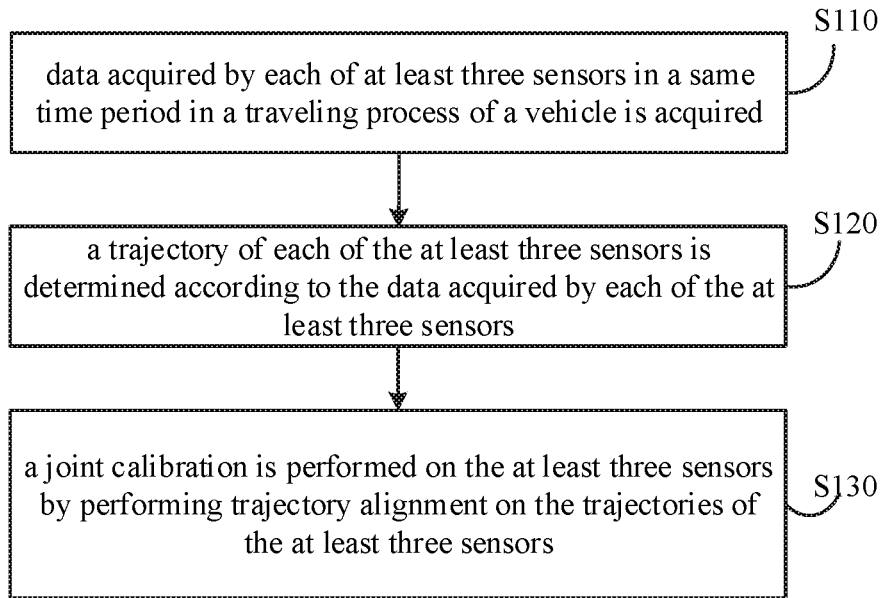 S110
data acquired by each of at least three sensors in a same
time period in a traveling process of a vehicle is acquired
S120
a trajectory of each of the at least three sensors is
determined according to the data acquired by each of the at
least three sensors
a joint calibration is performed on the at least three sensors
by performing trajectory alignment on the trajectories of
the at least three sensors
S130